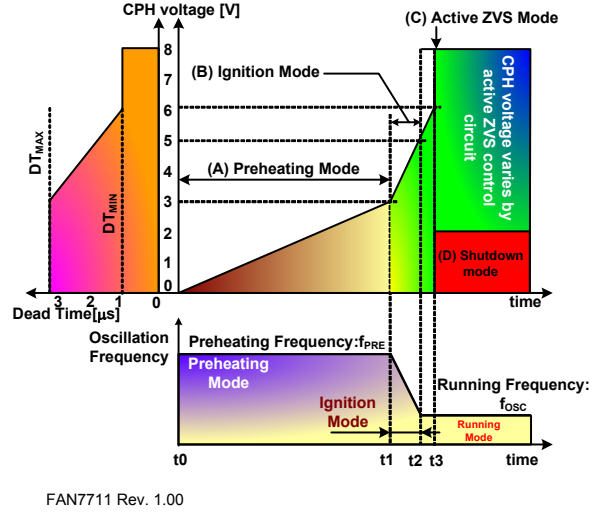 CPH voltage [V]
(C) Active ZVS Mode
8
7
6
5
4
3
2
1
0
(B) Ignition Mode
(A) Preheating Mode
DTMAX
DTMIN
CPH voltage varies by
active ZVS control
circuit
(D) Shutdown
mode
3 2 1 0
Dead Time[μs]
time
Oscillation
Frequency
Preheating Frequency:fPRE
Preheating
Mode
Running Frequency:
fOSC
Ignition
Mode
Running
Mode
t0 t1 t2 t3 time
FAN7711 Rev. 1.00